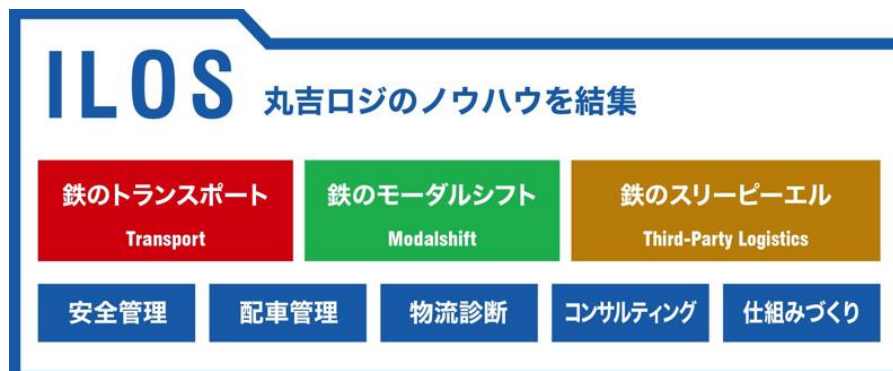 ILOS 丸吉ロジのノウハウを結集
鉄のトランスポート
Transport
鉄のモーダルシフト
Modalshift
鉄のスリーピーエル
Third-Party Logistics
安全管理
配車管理
物流診断
コンサルティング
仕組みづくり